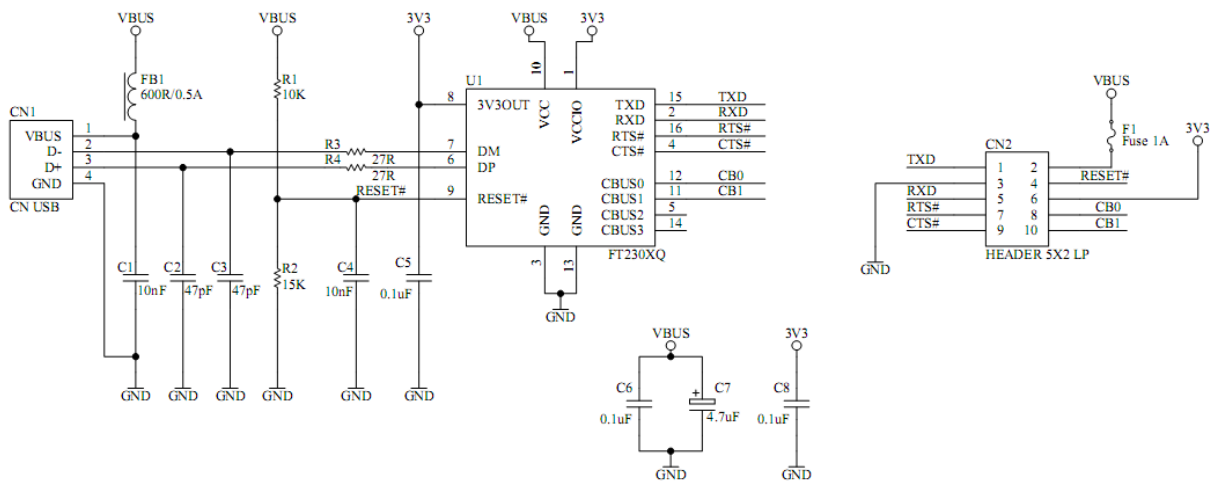 VBUS
VBUS
3V3
VBUS
3V3
FB1
600R/0.5A
R1
10K
U1
10
1
8
3V3OUT
VCC
VCCIO
TXD
15
TXD
RXD
2
RXD
RTS#
16
RTS#
CTS#
4
CTS#
CN1
VBUS
1
D-
2
D+
3
GND
4
CN USB
R3
27R
R4
27R
7
DM
6
DP
RESET#
9
RESET#
CBUS0
12
CB0
CBUS1
11
CB1
CBUS2
5
CBUS3
14
GND
GND
3
13
FT230XQ
GND
C1
10nF
C2
47pF
C3
47pF
R2
15K
C4
10nF
C5
0.1uF
GND
GND
GND
GND
GND
GND
VBUS
F1
Fuse 1A
3V3
CN2
TXD
1
2
3
4
RESET#
RXD
5
6
RTS#
7
8
CB0
CTS#
9
10
CB1
HEADER 5X2 LP
GND
VBUS
3V3
C6
0.1uF
C7
+
4.7uF
C8
0.1uF
GND
GND